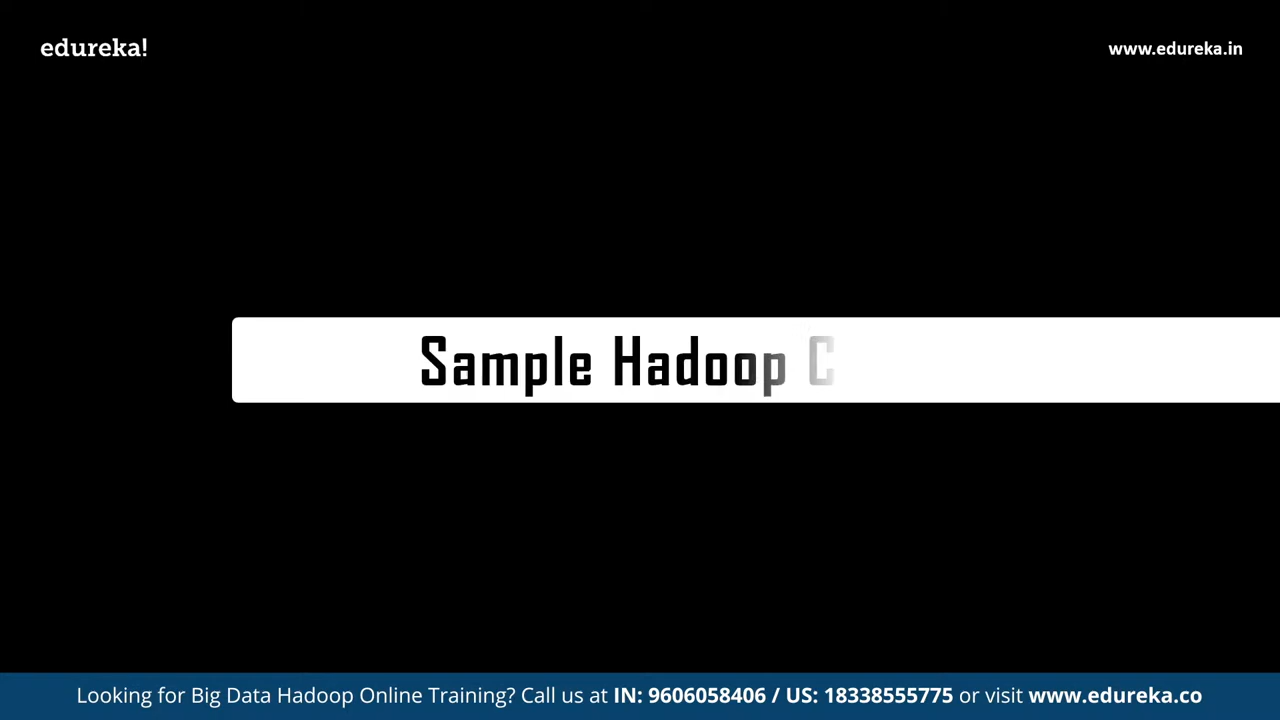 edureka!
www.edureka.in
Sample Hadoop C
Looking for Big Data Hadoop Online Training? Call us at IN: 9606058406 / US: 18338555775 or visit www.edureka.co